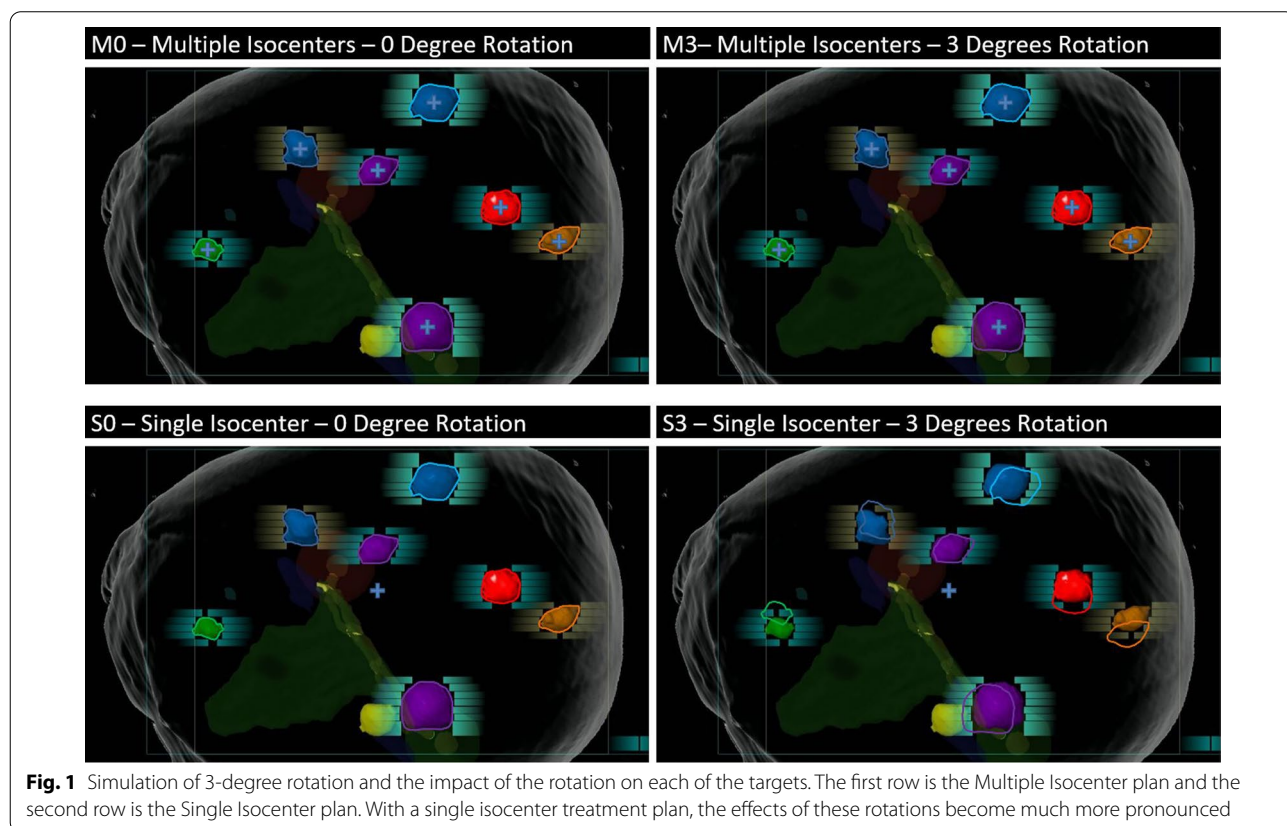 M0 – Multiple Isocenters – 0 Degree Rotation
M3– Multiple Isocenters – 3 Degrees Rotation
S0 – Single Isocenter – 0 Degree Rotation
S3 – Single Isocenter – 3 Degrees Rotation
Fig. 1 Simulation of 3-degree rotation and the impact of the rotation on each of the targets. The first row is the Multiple Isocenter plan and the
second row is the Single Isocenter plan. With a single isocenter treatment plan, the effects of these rotations become much more pronounced